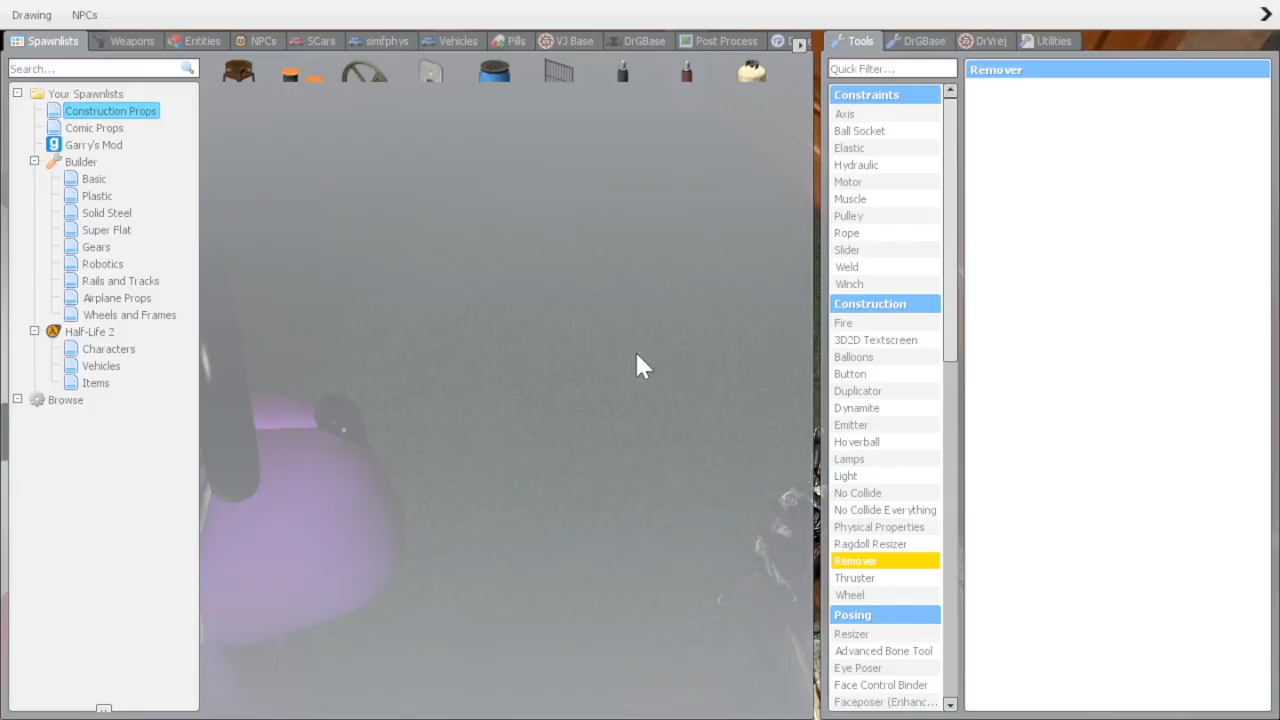 Drawing NPCs
Spawnlists Weapons Entities NPCs SCars simfphys Vehicles Pills VJ Base DrGBase Post Process
Tools DrGBase DrVrej Utilities
Search...
Your Spawnlists
Construction Props
Comic Props
Garry's Mod
Builder
Basic
Plastic
Solid Steel
Super Flat
Gears
Robotics
Rails and Tracks
Airplane Props
Wheels and Frames
Half-Life 2
Characters
Vehicles
Items
Browse
Quick Filter...
Constraints
Axis
Ball Socket
Elastic
Hydraulic
Motor
Muscle
Pulley
Rope
Slider
Weld
Winch
Construction
Fire
3D2D Textscreen
Balloons
Button
Duplicator
Dynamite
Emitter
Hoverball
Lamps
Light
No Collide
No Collide Everything
Physical Properties
Ragdoll Resizer
Remover
Thruster
Wheel
Posing
Resizer
Advanced Bone Tool
Eye Poser
Face Control Binder
Faceposer (Enhanc...
Remover